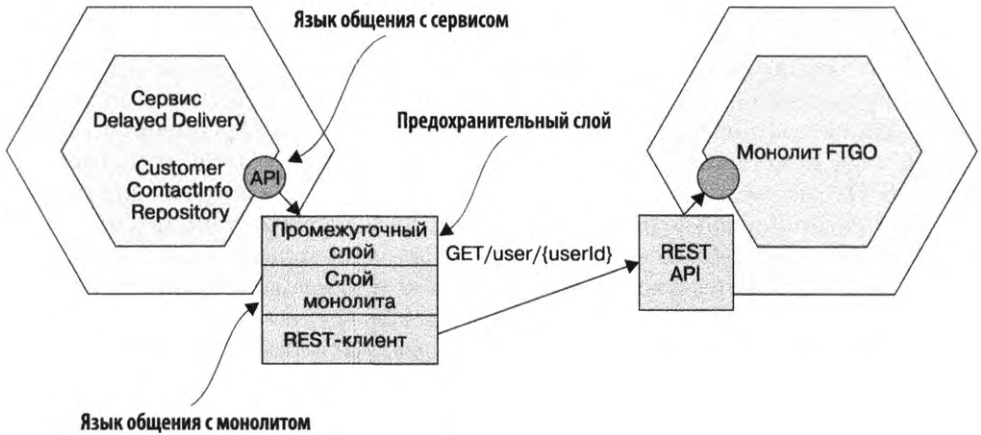 Язык общения с сервисом
Сервис
Delayed Delivery
Предохранительный слой
Customer
ContactInfo
Repository
API
Монолит FTGO
Промежуточный
слой
GET/user/{userId}
REST
API
Слой
монолита
REST-клиент
Язык общения с монолитом